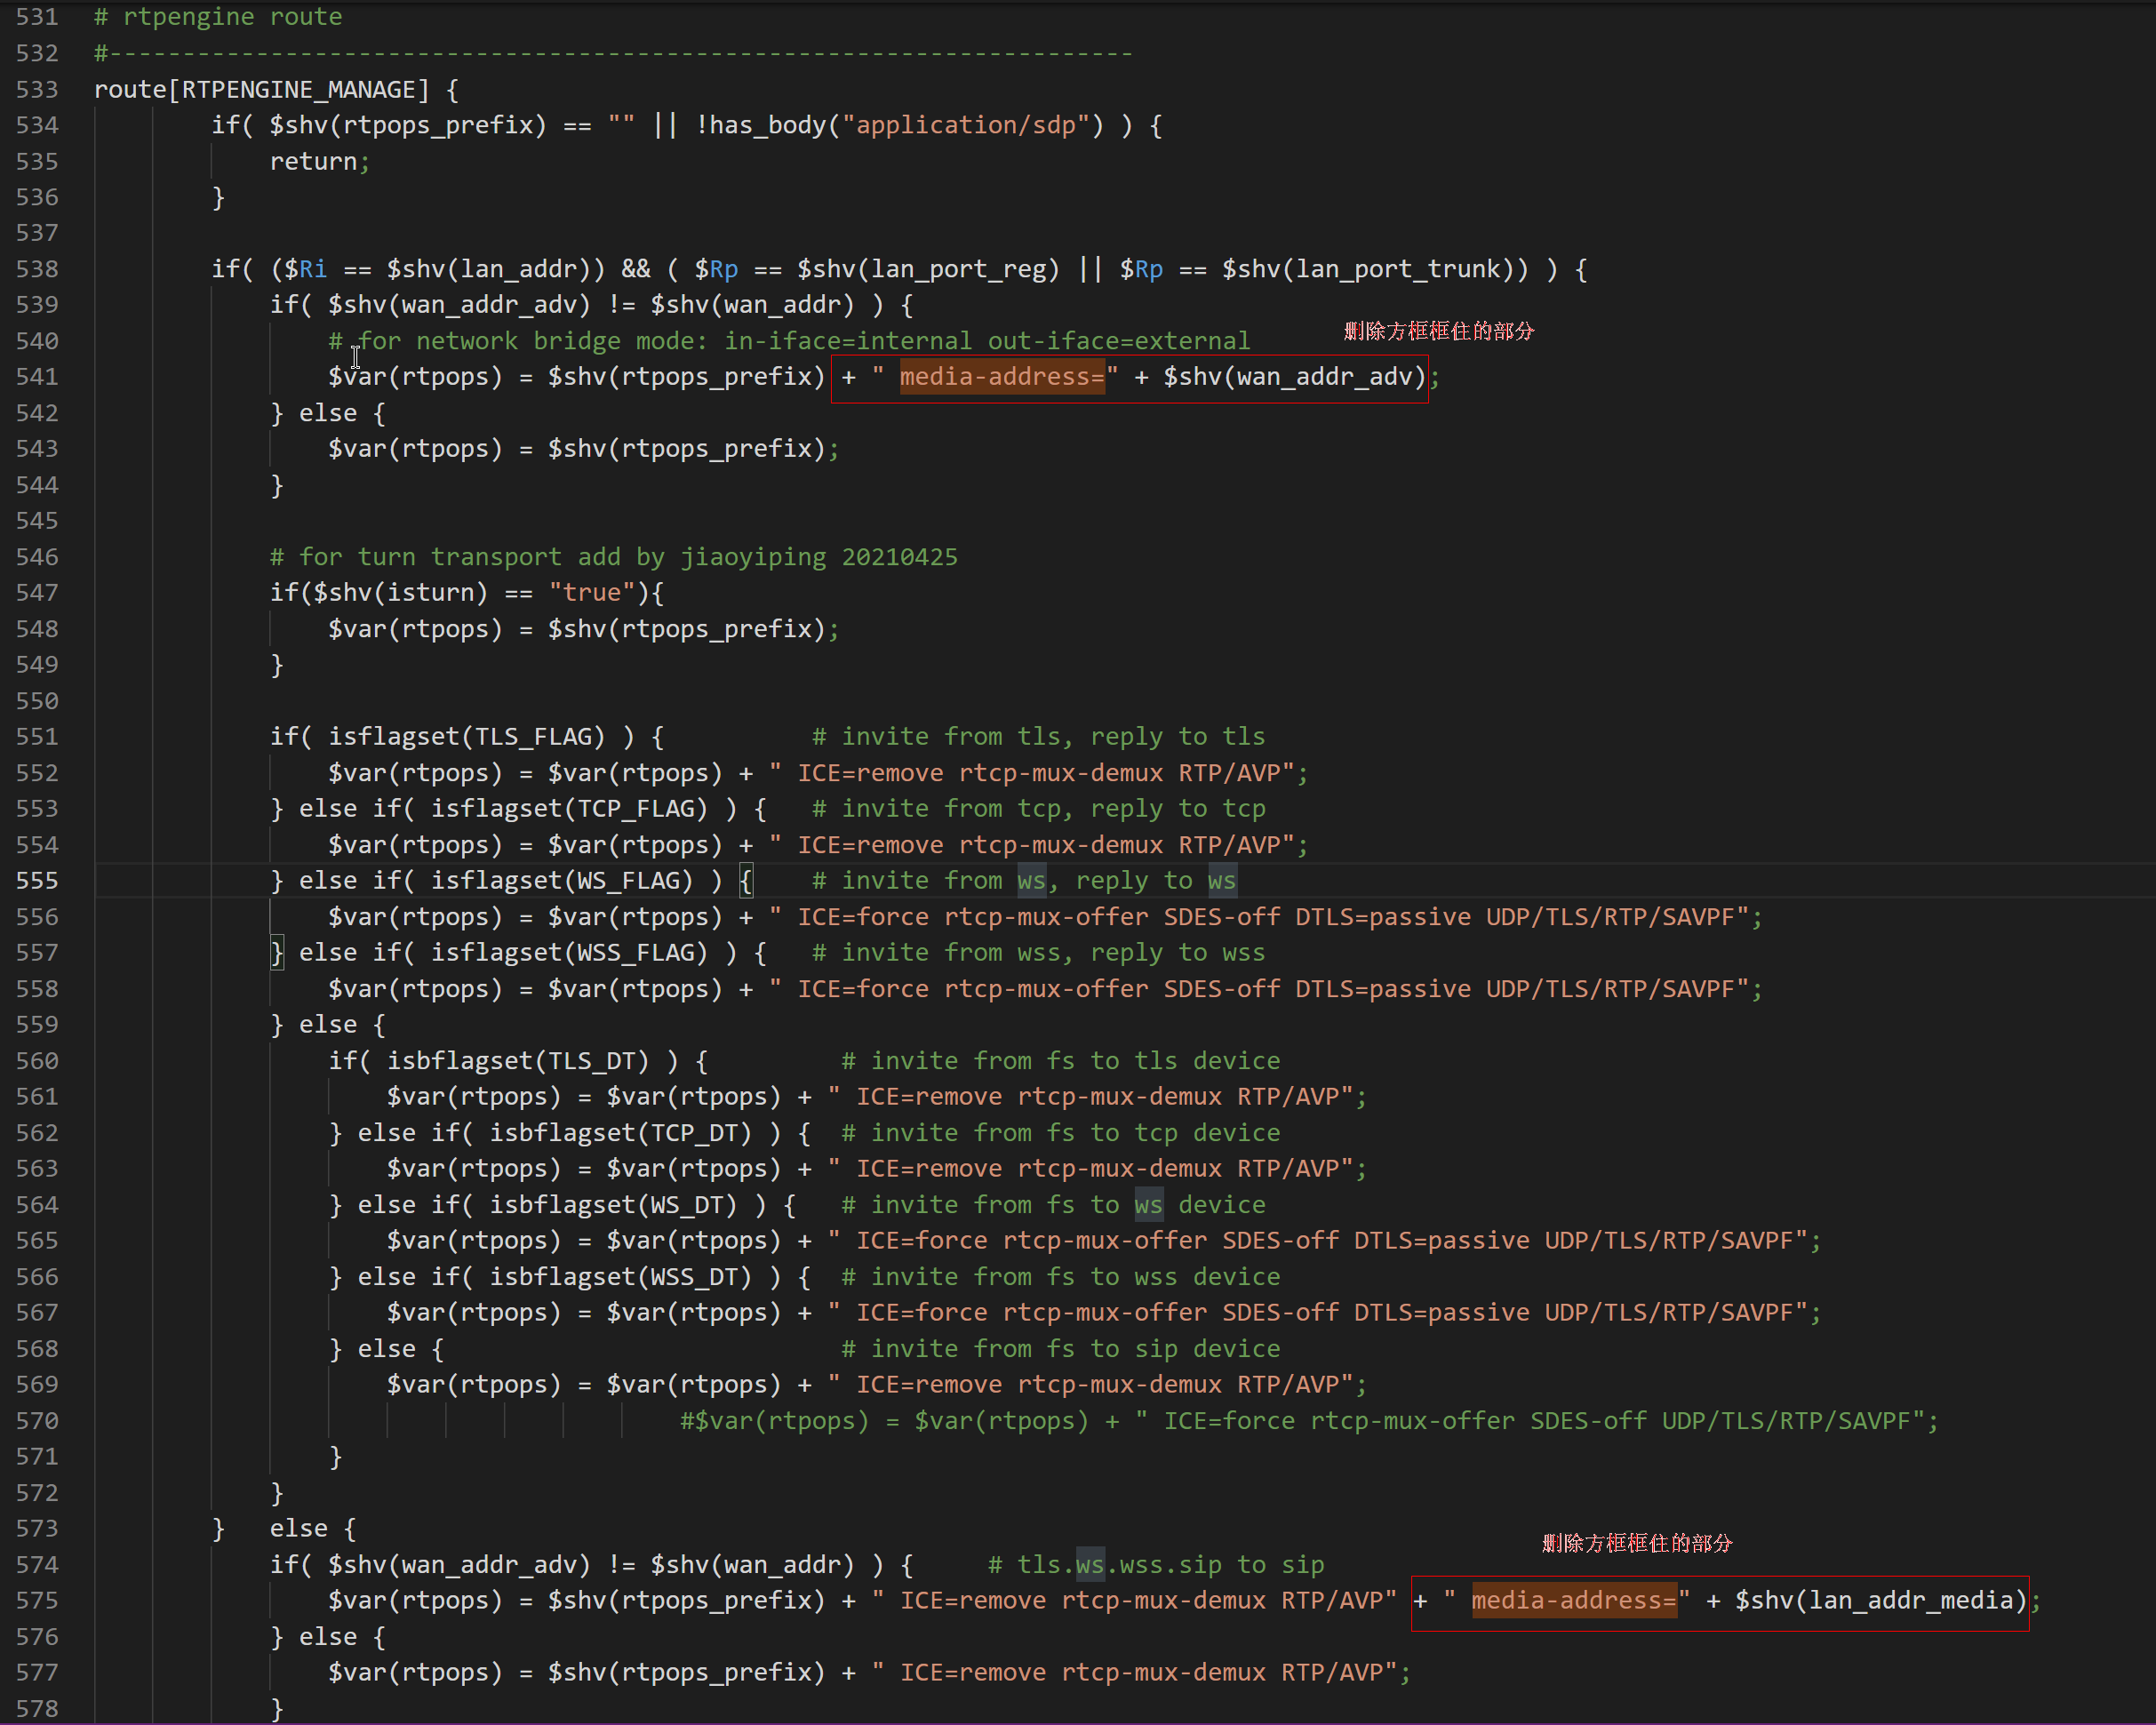 531 # rtpengine route
532 #----------------------------------------------------------------------
533 route[RTPENGINE_MANAGE] {
534 if( $shv(rtpops_prefix) == "" || !has_body("application/sdp") ) {
535 return;
536 }
537
538 if( ($Ri == $shv(lan_addr)) && ( $Rp == $shv(lan_port_reg) || $Rp == $shv(lan_port_trunk)) ) {
539 if( $shv(wan_addr_adv) != $shv(wan_addr) ) {
删除方框框住的部分
540 # for network bridge mode: in-iface=internal out-iface=external
541 $var(rtpops) = $shv(rtpops_prefix) + " media-address=" + $shv(wan_addr_adv);
542 } else {
543 $var(rtpops) = $shv(rtpops_prefix);
544 }
545
546 # for turn transport add by jiaoyiping 20210425
547 if($shv(isturn) == "true"){
548 $var(rtpops) = $shv(rtpops_prefix);
549 }
550
551 if( isflagset(TLS_FLAG) ) { # invite from tls, reply to tls
552 $var(rtpops) = $var(rtpops) + " ICE=remove rtcp-mux-demux RTP/AVP";
553 } else if( isflagset(TCP_FLAG) ) { # invite from tcp, reply to tcp
554 $var(rtpops) = $var(rtpops) + " ICE=remove rtcp-mux-demux RTP/AVP";
555 } else if( isflagset(WS_FLAG) ) { # invite from ws, reply to ws
556 $var(rtpops) = $var(rtpops) + " ICE=force rtcp-mux-offer SDES-off DTLS=passive UDP/TLS/RTP/SAVPF";
557 } else if( isflagset(WSS_FLAG) ) { # invite from wss, reply to wss
558 $var(rtpops) = $var(rtpops) + " ICE=force rtcp-mux-offer SDES-off DTLS=passive UDP/TLS/RTP/SAVPF";
559 } else {
560 if( isbflagset(TLS_DT) ) { # invite from fs to tls device
561 $var(rtpops) = $var(rtpops) + " ICE=remove rtcp-mux-demux RTP/AVP";
562 } else if( isbflagset(TCP_DT) ) { # invite from fs to tcp device
563 $var(rtpops) = $var(rtpops) + " ICE=remove rtcp-mux-demux RTP/AVP";
564 } else if( isbflagset(WS_DT) ) { # invite from fs to ws device
565 $var(rtpops) = $var(rtpops) + " ICE=force rtcp-mux-offer SDES-off DTLS=passive UDP/TLS/RTP/SAVPF";
566 } else if( isbflagset(WSS_DT) ) { # invite from fs to wss device
567 $var(rtpops) = $var(rtpops) + " ICE=force rtcp-mux-offer SDES-off DTLS=passive UDP/TLS/RTP/SAVPF";
568 } else { # invite from fs to sip device
569 $var(rtpops) = $var(rtpops) + " ICE=remove rtcp-mux-demux RTP/AVP";
570 #$var(rtpops) = $var(rtpops) + " ICE=force rtcp-mux-offer SDES-off UDP/TLS/RTP/SAVPF";
571 }
572 }
573 } else {
删除方框框住的部分
574 if( $shv(wan_addr_adv) != $shv(wan_addr) ) { # tls.ws.wss.sip to sip
575 $var(rtpops) = $shv(rtpops_prefix) + " ICE=remove rtcp-mux-demux RTP/AVP" + " media-address=" + $shv(lan_addr_media);
576 } else {
577 $var(rtpops) = $shv(rtpops_prefix) + " ICE=remove rtcp-mux-demux RTP/AVP";
578 }